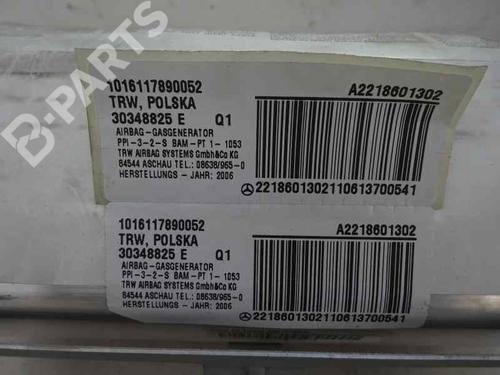 B-PARTS
1016117890052 A2218601302
TRW, POLSKA
30348825 E Q1
AIRBAG-GASGENERATOR
PPI-3-2-S BAM-PT 1-1053
TRW AIRBAG SYSTEMS GmbH&Co KG
84544 ASCHAU TEL.: 08638/965-0
HERSTELLUNGS - JAHR: 2006 2218601302110613700541
1016117890052 A2218601302
TRW, POLSKA
30348825 E Q1
AIRBAG-GASGENERATOR
PPI-3-2-S BAM-PT 1-1053
TRW AIRBAG SYSTEMS GmbH&Co KG
84544 ASCHAU TEL.: 08638/965-0
HERSTELLUNGS - JAHR: 2006 2218601302110613700541